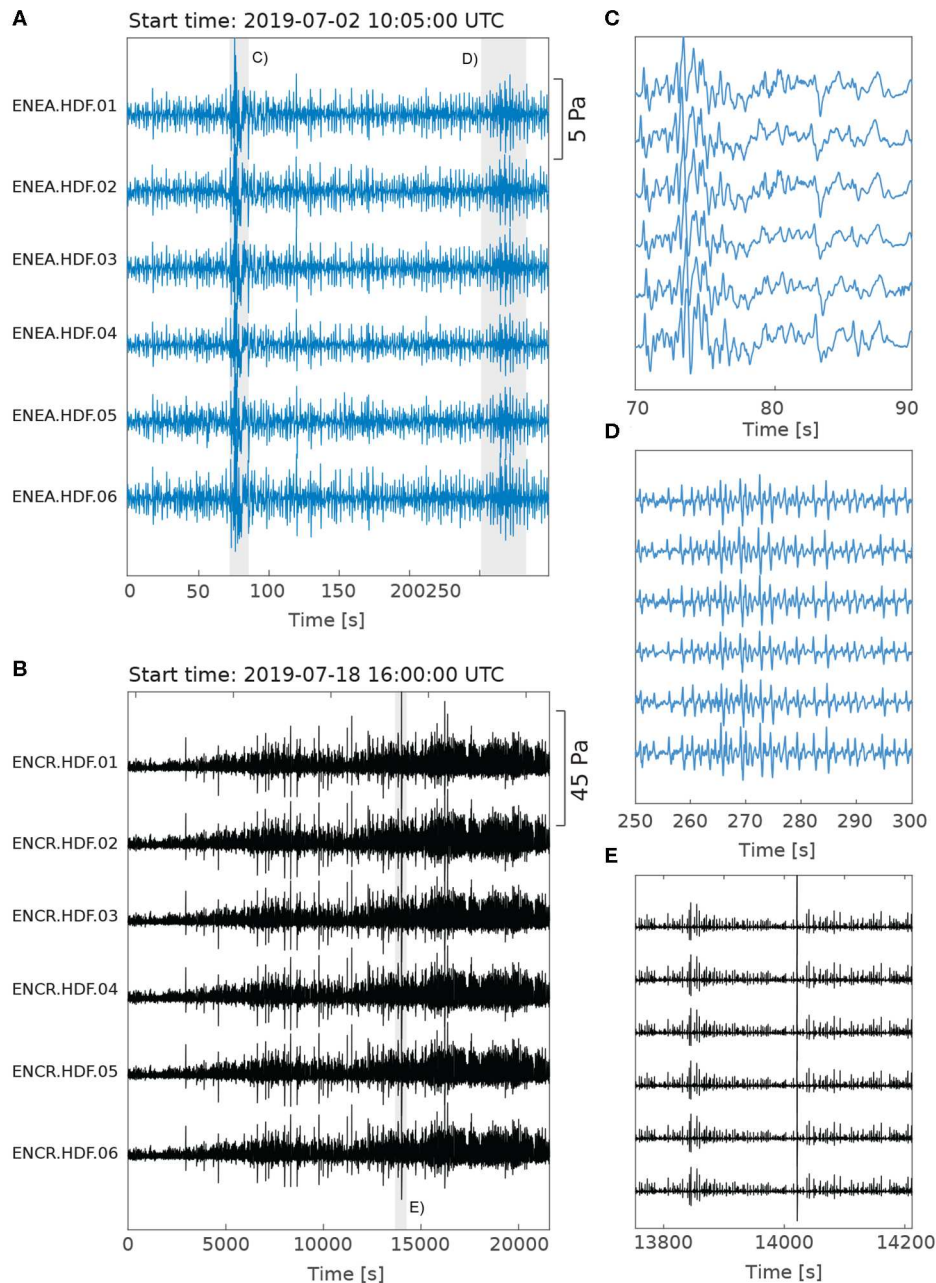 A
Start time: 2019-07-02 10:05:00 UTC
C)
D)
5 Pa
ENEA.HDF.01
ENEA.HDF.02
ENEA.HDF.03
ENEA.HDF.04
ENEA.HDF.05
ENEA.HDF.06
0 50 100 150 200250
Time [s]
B
Start time: 2019-07-18 16:00:00 UTC
45 Pa
ENCR.HDF.01
ENCR.HDF.02
ENCR.HDF.03
ENCR.HDF.04
ENCR.HDF.05
ENCR.HDF.06
E)
0 5000 10000 15000 20000
Time [s]
C
70 80 90
Time [s]
D
250 260 270 280 290 300
Time [s]
E
13800 14000 14200
Time [s]